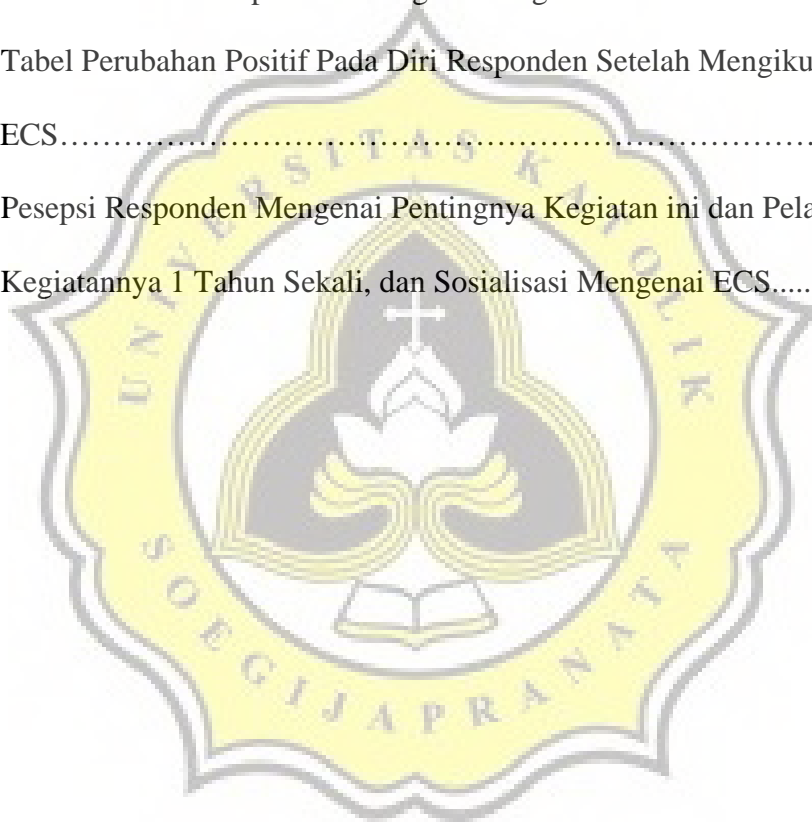 Tabel Perubahan Positif Pada Diri Responden Setelah Mengiku
ECS……………………………………………………………
Pesepsi Responden Mengenai Pentingnya Kegiatan ini dan Pela
Kegiatannya 1 Tahun Sekali, dan Sosialisasi Mengenai ECS......
UNIVERSITAS KATOLIK
SOEGIJAPRANATA